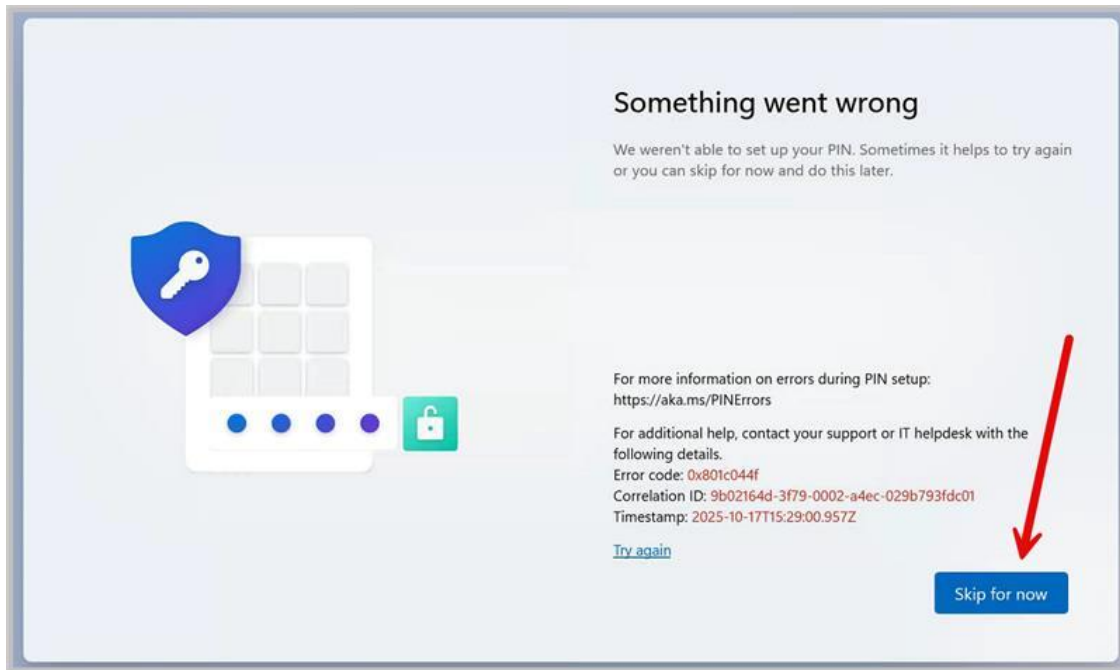 Something went wrong
We weren't able to set up your PIN. Sometimes it helps to try again
or you can skip for now and do this later.
For more information on errors during PIN setup:
https://aka.ms/PINErrors
For additional help, contact your support or IT helpdesk with the
following details.
Error code: 0x801c044f
Correlation ID: 9b02164d-3f79-0002-a4ec-029b793fdc01
Timestamp: 2025-10-17T15:29:00.957Z
Try again
Skip for now